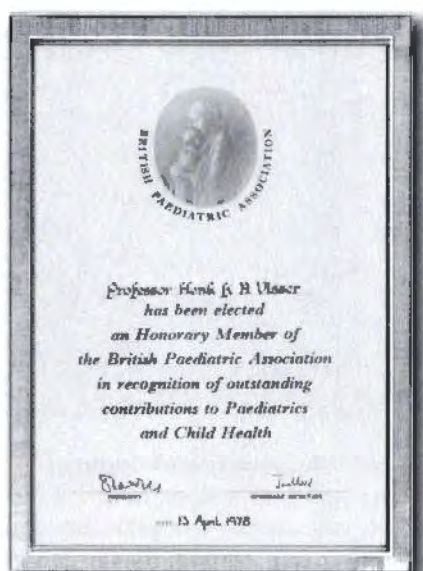 BRITISH PAEDIATRIC ASSOCIATION
Professor Henk K. A. Visser
has been elected
an Honorary Member of
the British Paediatric Association
in recognition of outstanding
contributions to Paediatrics
and Child Health
PRESIDENT
13 April 1978